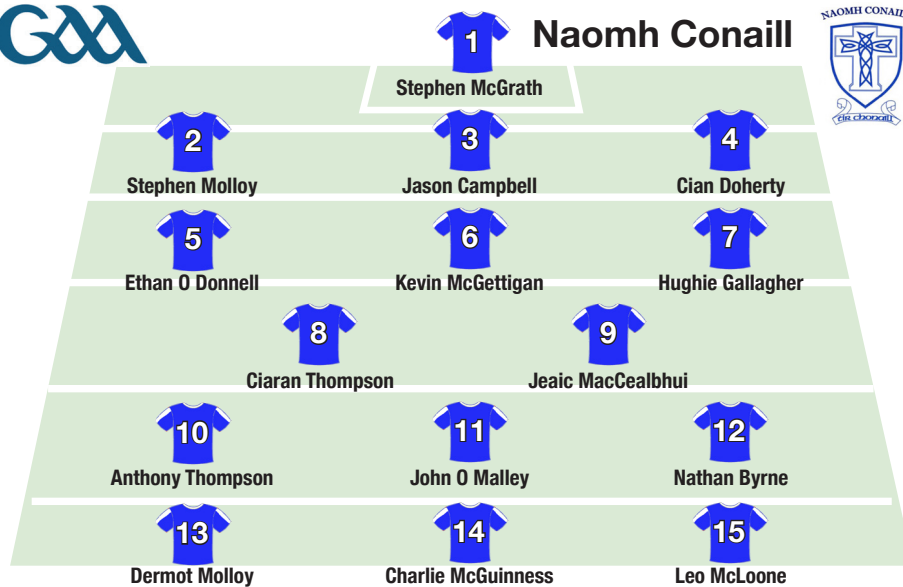 GAA
Naomh Conaill
NAOMH CONAILL
1
Stephen McGrath
tír chonaill
2
3
4
Stephen Molloy
Jason Campbell
Cian Doherty
5
6
7
Ethan O Donnell
Kevin McGettigan
Hughie Gallagher
8
9
Ciaran Thompson
Jeaic MacCealbhui
10
11
12
Anthony Thompson
John O Malley
Nathan Byrne
13
14
15
Dermot Molloy
Charlie McGuinness
Leo McLoone